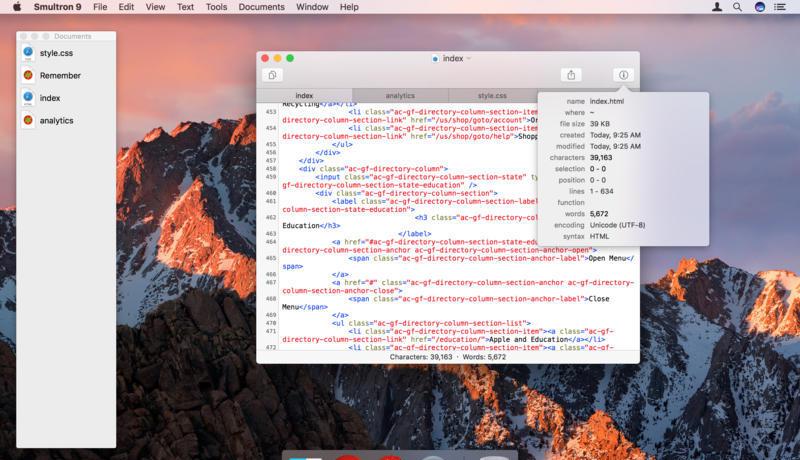 Smultron 9 File Edit View Text Tools Documents Window Help
Documents
style.css
Remember
index
analytics
index
index analytics style.css
Recycling</a></li>
453 <li class="ac-gf-directory-column-section-item
directory-column-section-link" href="/us/shop/goto/account">Or
454 <li class="ac-gf-directory-column-section-item
directory-column-section-link" href="/us/shop/goto/help">Shopp
455 </ul>
456 </div>
457 </div>
458 <div class="ac-gf-directory-column">
459 <input class="ac-gf-directory-column-section-state" ty
gf-directory-column-section-state-education" />
460 <div class="ac-gf-directory-column-section">
461 <label class="ac-gf-directory-column-section-label
column-section-state-education">
462 <h3 class="ac-gf-directory-co
Education</h3>
463 </label>
464 <a href="#ac-gf-directory-column-section-state-edu
directory-column-section-anchor ac-gf-directory-column-section-anchor-open">
465 <span class="ac-gf-directory-column-section-anchor-label">Open Menu</
span>
466 </a>
467 <a href="#" class="ac-gf-directory-column-section-anchor ac-gf-directory-
column-section-anchor-close">
468 <span class="ac-gf-directory-column-section-anchor-label">Close
Menu</span>
469 </a>
470 <ul class="ac-gf-directory-column-section-list">
471 <li class="ac-gf-directory-column-section-item"><a class="ac-gf-
directory-column-section-link" href="/education/">Apple and Education</a></li>
472 <li class="ac-gf-directory-column-section-item"><a class="ac-gf-
Characters: 39,163 · Words: 5,672
name index.html
where ~
file size 39 KB
created Today, 9:25 AM
modified Today, 9:25 AM
characters 39,163
selection 0 - 0
position 0 - 0
lines 1 - 634
function
words 5,672
encoding Unicode (UTF-8)
syntax HTML